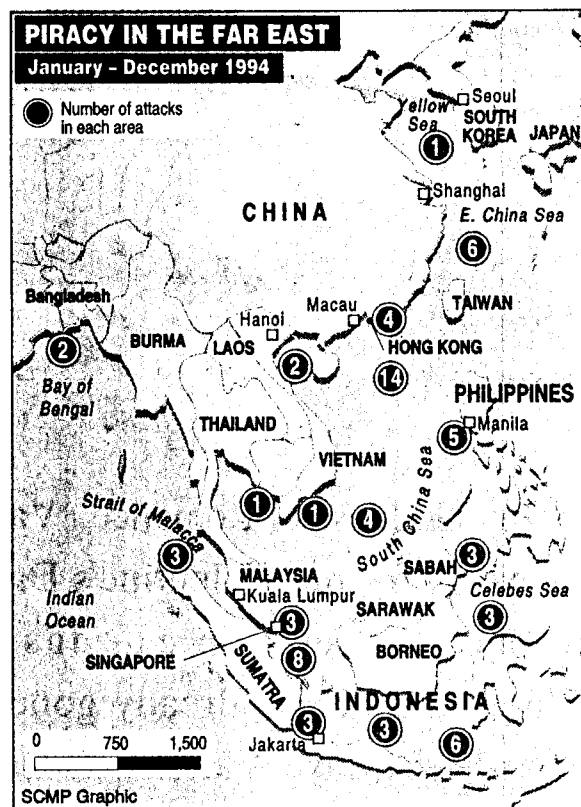 PIRACY IN THE FAR EAST
January – December 1994
Number of attacks
in each area
Seoul
Yellow
Sea
SOUTH
KOREA
JAPAN
1
Shanghai
CHINA
E. China Sea
6
Bangladesh
TAIWAN
Hanoi
Macau
4
BURMA
LAOS
HONG KONG
2
2
14
Bay of
Bengal
PHILIPPINES
THAILAND
Manila
5
VIETNAM
South China Sea
1
1
4
Strait of Malacca
3
MALAYSIA
SABAH
3
Kuala Lumpur
Celebes Sea
Indian
Ocean
SARAWAK
3
3
SINGAPORE
BORNEO
8
SUMATRA
INDONESIA
3
3
6
Jakarta
0 750 1,500
SCMP Graphic